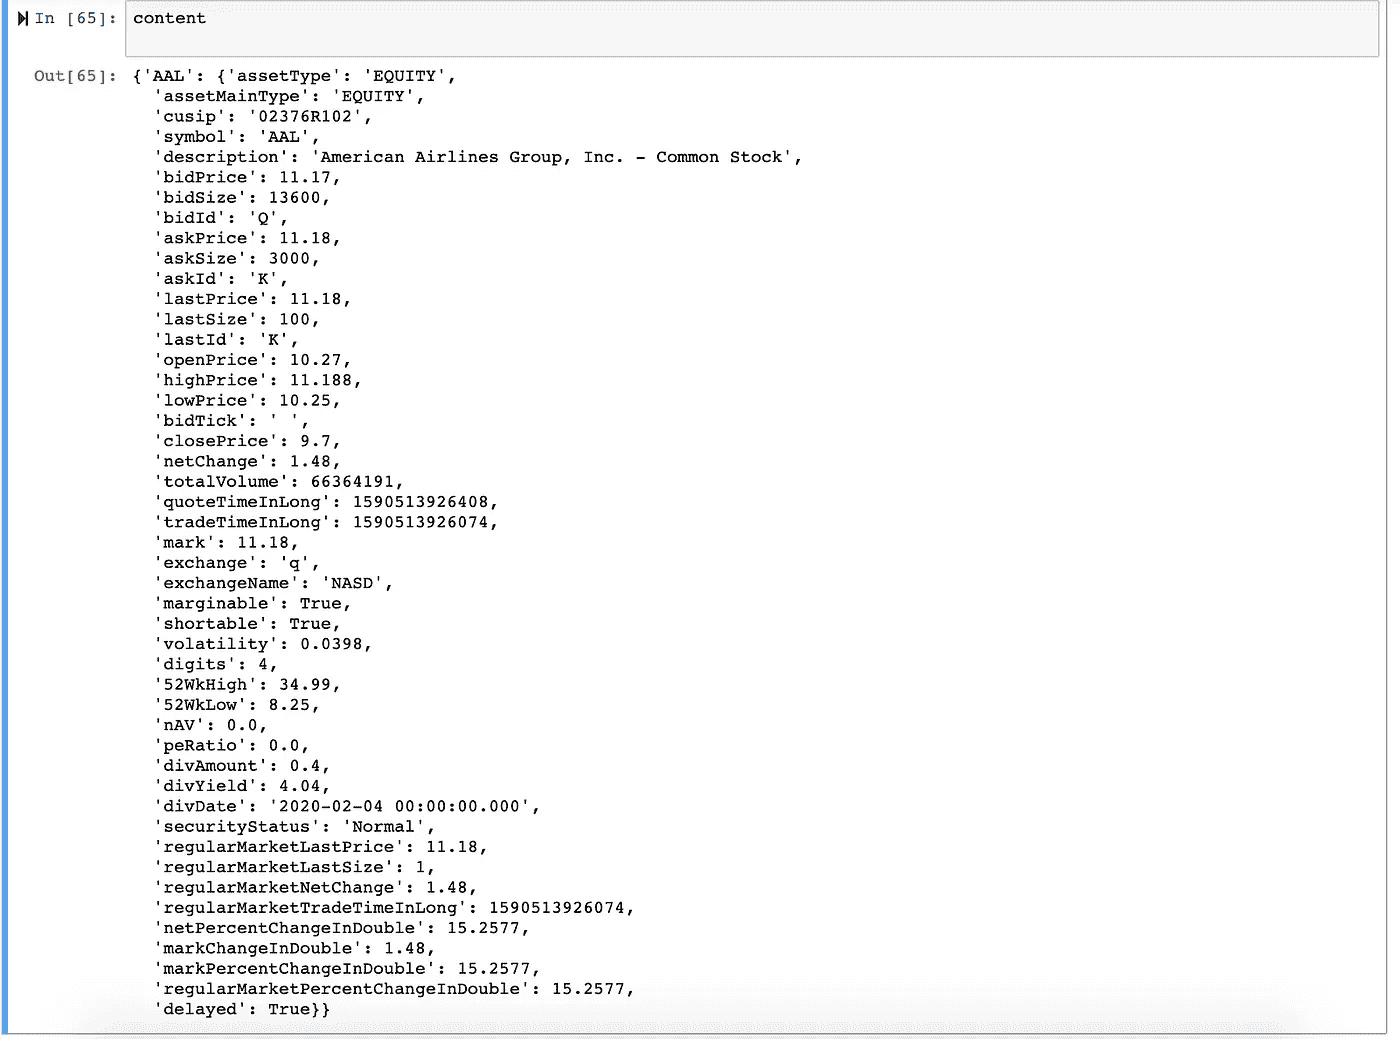 In [65]: content
Out[65]: {'AAL': {'assetType': 'EQUITY',
'assetMainType': 'EQUITY',
'cusip': '02376R102',
'symbol': 'AAL',
'description': 'American Airlines Group, Inc. - Common Stock',
'bidPrice': 11.17,
'bidSize': 13600,
'bidId': 'Q',
'askPrice': 11.18,
'askSize': 3000,
'askId': 'K',
'lastPrice': 11.18,
'lastSize': 100,
'lastId': 'K',
'openPrice': 10.27,
'highPrice': 11.188,
'lowPrice': 10.25,
'bidTick': ' ',
'closePrice': 9.7,
'netChange': 1.48,
'totalVolume': 66364191,
'quoteTimeInLong': 1590513926408,
'tradeTimeInLong': 1590513926074,
'mark': 11.18,
'exchange': 'q',
'exchangeName': 'NASD',
'marginable': True,
'shortable': True,
'volatility': 0.0398,
'digits': 4,
'52WkHigh': 34.99,
'52WkLow': 8.25,
'nAV': 0.0,
'peRatio': 0.0,
'divAmount': 0.4,
'divYield': 4.04,
'divDate': '2020-02-04 00:00:00.000',
'securityStatus': 'Normal',
'regularMarketLastPrice': 11.18,
'regularMarketLastSize': 1,
'regularMarketNetChange': 1.48,
'regularMarketTradeTimeInLong': 1590513926074,
'netPercentChangeInDouble': 15.2577,
'markChangeInDouble': 1.48,
'markPercentChangeInDouble': 15.2577,
'regularMarketPercentChangeInDouble': 15.2577,
'delayed': True}}